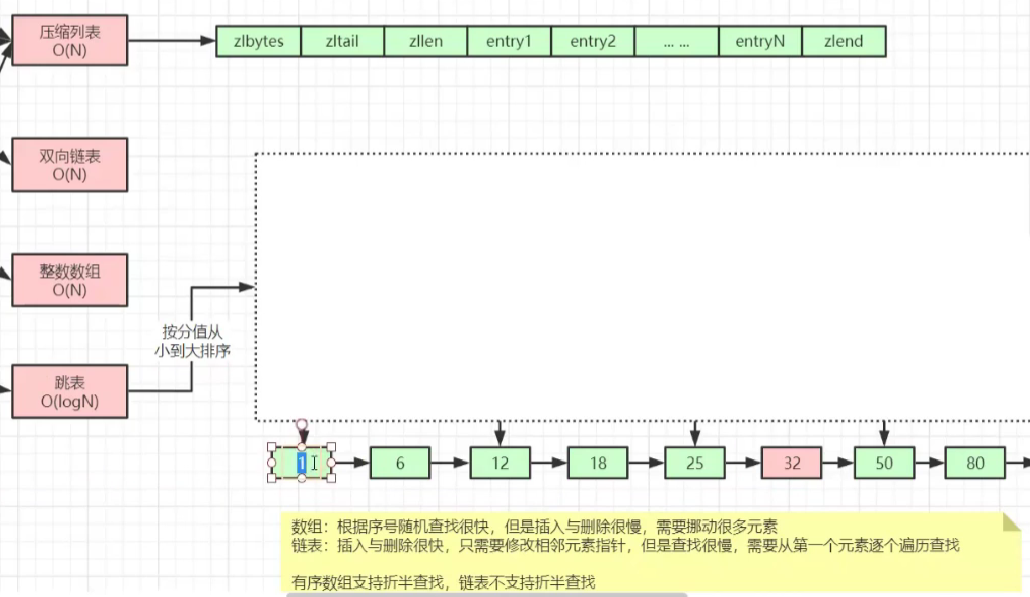 压缩列表
O(N)
zlbytes
zltail
zllen
entry1
entry2
... ...
entryN
zlend
双向链表
O(N)
整数数组
O(N)
按分值从
小到大排序
跳表
O(logN)
1
6
12
18
25
32
50
80
数组：根据序号随机查找很快，但是插入与删除很慢，需要挪动很多元素
链表：插入与删除很快，只需要修改相邻元素指针，但是查找很慢，需要从第一个元素逐个遍历查找
有序数组支持折半查找，链表不支持折半查找